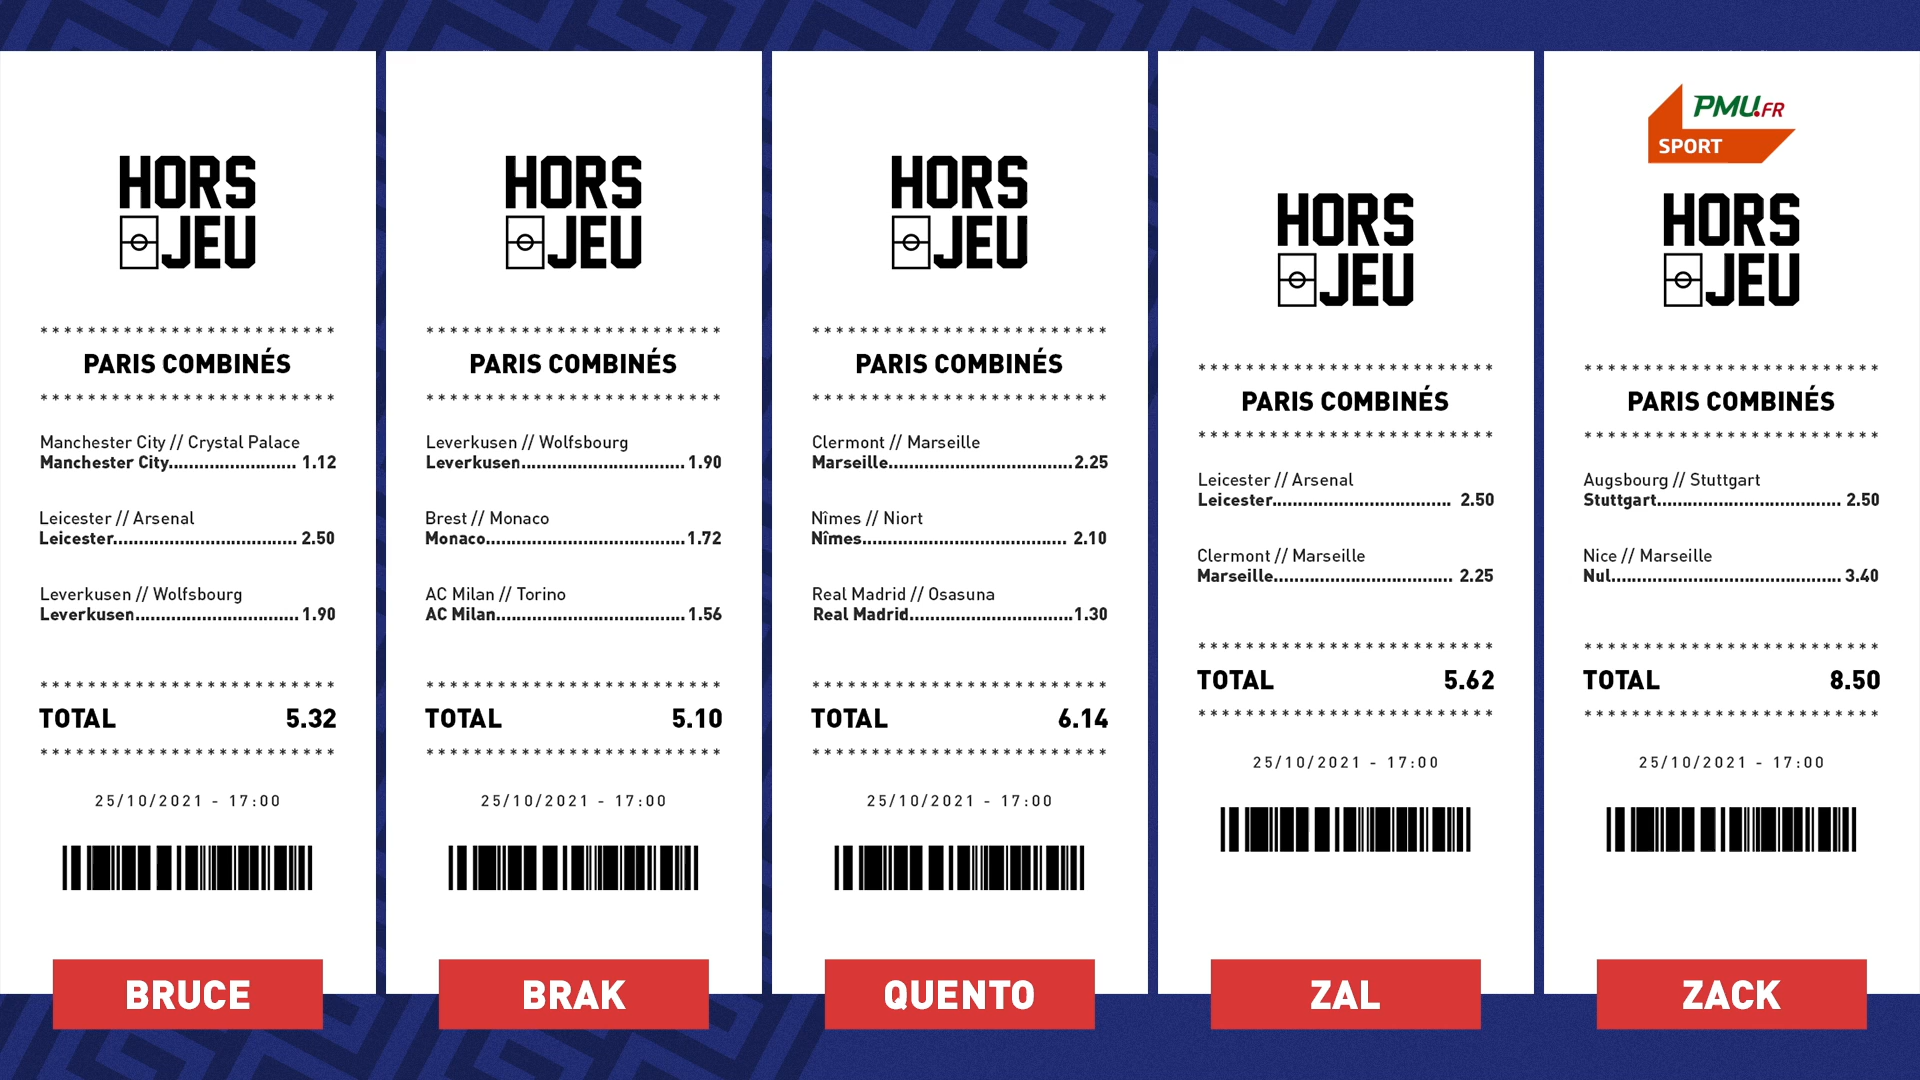 HORS
JEU
************************
PARIS COMBINÉS
************************
Manchester City // Crystal Palace
Manchester City......................... 1.12
Leicester // Arsenal
Leicester.................................... 2.50
Leverkusen // Wolfsbourg
Leverkusen................................ 1.90
************************
TOTAL 5.32
************************
25/10/2021 - 17:00
BRUCE
HORS
JEU
************************
PARIS COMBINÉS
************************
Leverkusen // Wolfsbourg
Leverkusen................................ 1.90
Brest // Monaco
Monaco.......................................1.72
AC Milan // Torino
AC Milan..................................... 1.56
************************
TOTAL 5.10
************************
25/10/2021 - 17:00
BRAK
HORS
JEU
************************
PARIS COMBINÉS
************************
Clermont // Marseille
Marseille....................................2.25
Nîmes // Niort
Nîmes........................................ 2.10
Real Madrid // Osasuna
Real Madrid................................1.30
************************
TOTAL 6.14
************************
25/10/2021 - 17:00
QUENTO
HORS
JEU
************************
PARIS COMBINÉS
************************
Leicester // Arsenal
Leicester................................... 2.50
Clermont // Marseille
Marseille................................... 2.25
************************
TOTAL 5.62
************************
25/10/2021 - 17:00
ZAL
PMU.FR
SPORT
HORS
JEU
************************
PARIS COMBINÉS
************************
Augsbourg // Stuttgart
Stuttgart.................................... 2.50
Nice // Marseille
Nul............................................. 3.40
************************
TOTAL 8.50
************************
25/10/2021 - 17:00
ZACK